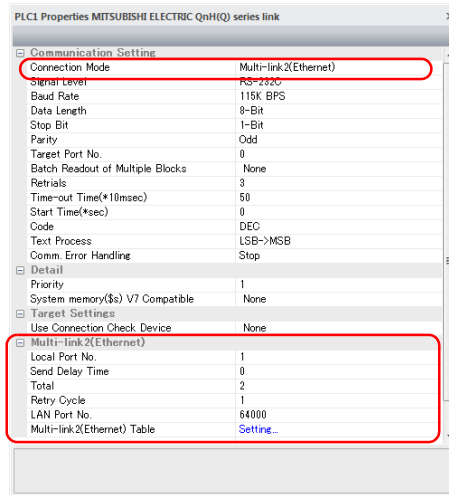 PLC1 Properties MITSUBISHI ELECTRIC QnH(Q) series link
Communication Setting
Connection Mode Multi-link2(Ethernet)
Signal Level RS-232C
Baud Rate 115K BPS
Data Length 8-Bit
Stop Bit 1-Bit
Parity Odd
Target Port No. 0
Batch Readout of Multiple Blocks None
Retrials 3
Time-out Time(*10msec) 50
Start Time(*sec) 0
Code DEC
Text Process LSB->MSB
Comm. Error Handling Stop
Detail
Priority 1
System memory($s) V7 Compatible None
Target Settings
Use Connection Check Device None
Multi-link2(Ethernet)
Local Port No. 1
Send Delay Time 0
Total 2
Retry Cycle 1
LAN Port No. 64000
Multi-link2(Ethernet) Table Setting...